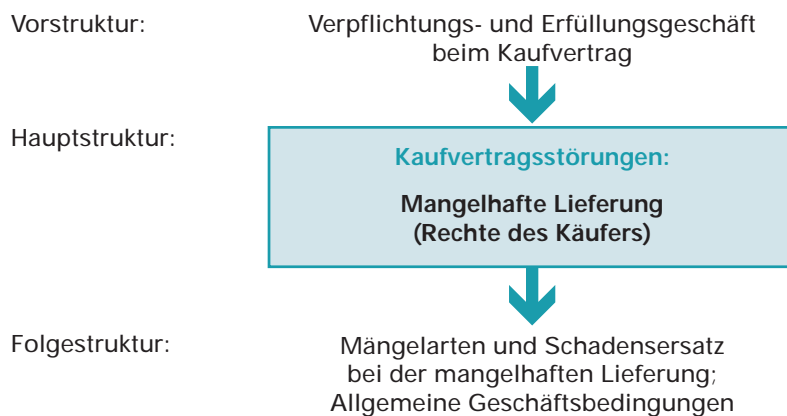 Vorstruktur: Verpflichtungs- und Erfüllungsgeschäft
beim Kaufvertrag
Hauptstruktur:
Kaufvertragsstörungen:
Mangelhafte Lieferung
(Rechte des Käufers)
Folgestruktur: Mängelarten und Schadensersatz
bei der mangelhaften Lieferung;
Allgemeine Geschäftsbedingungen